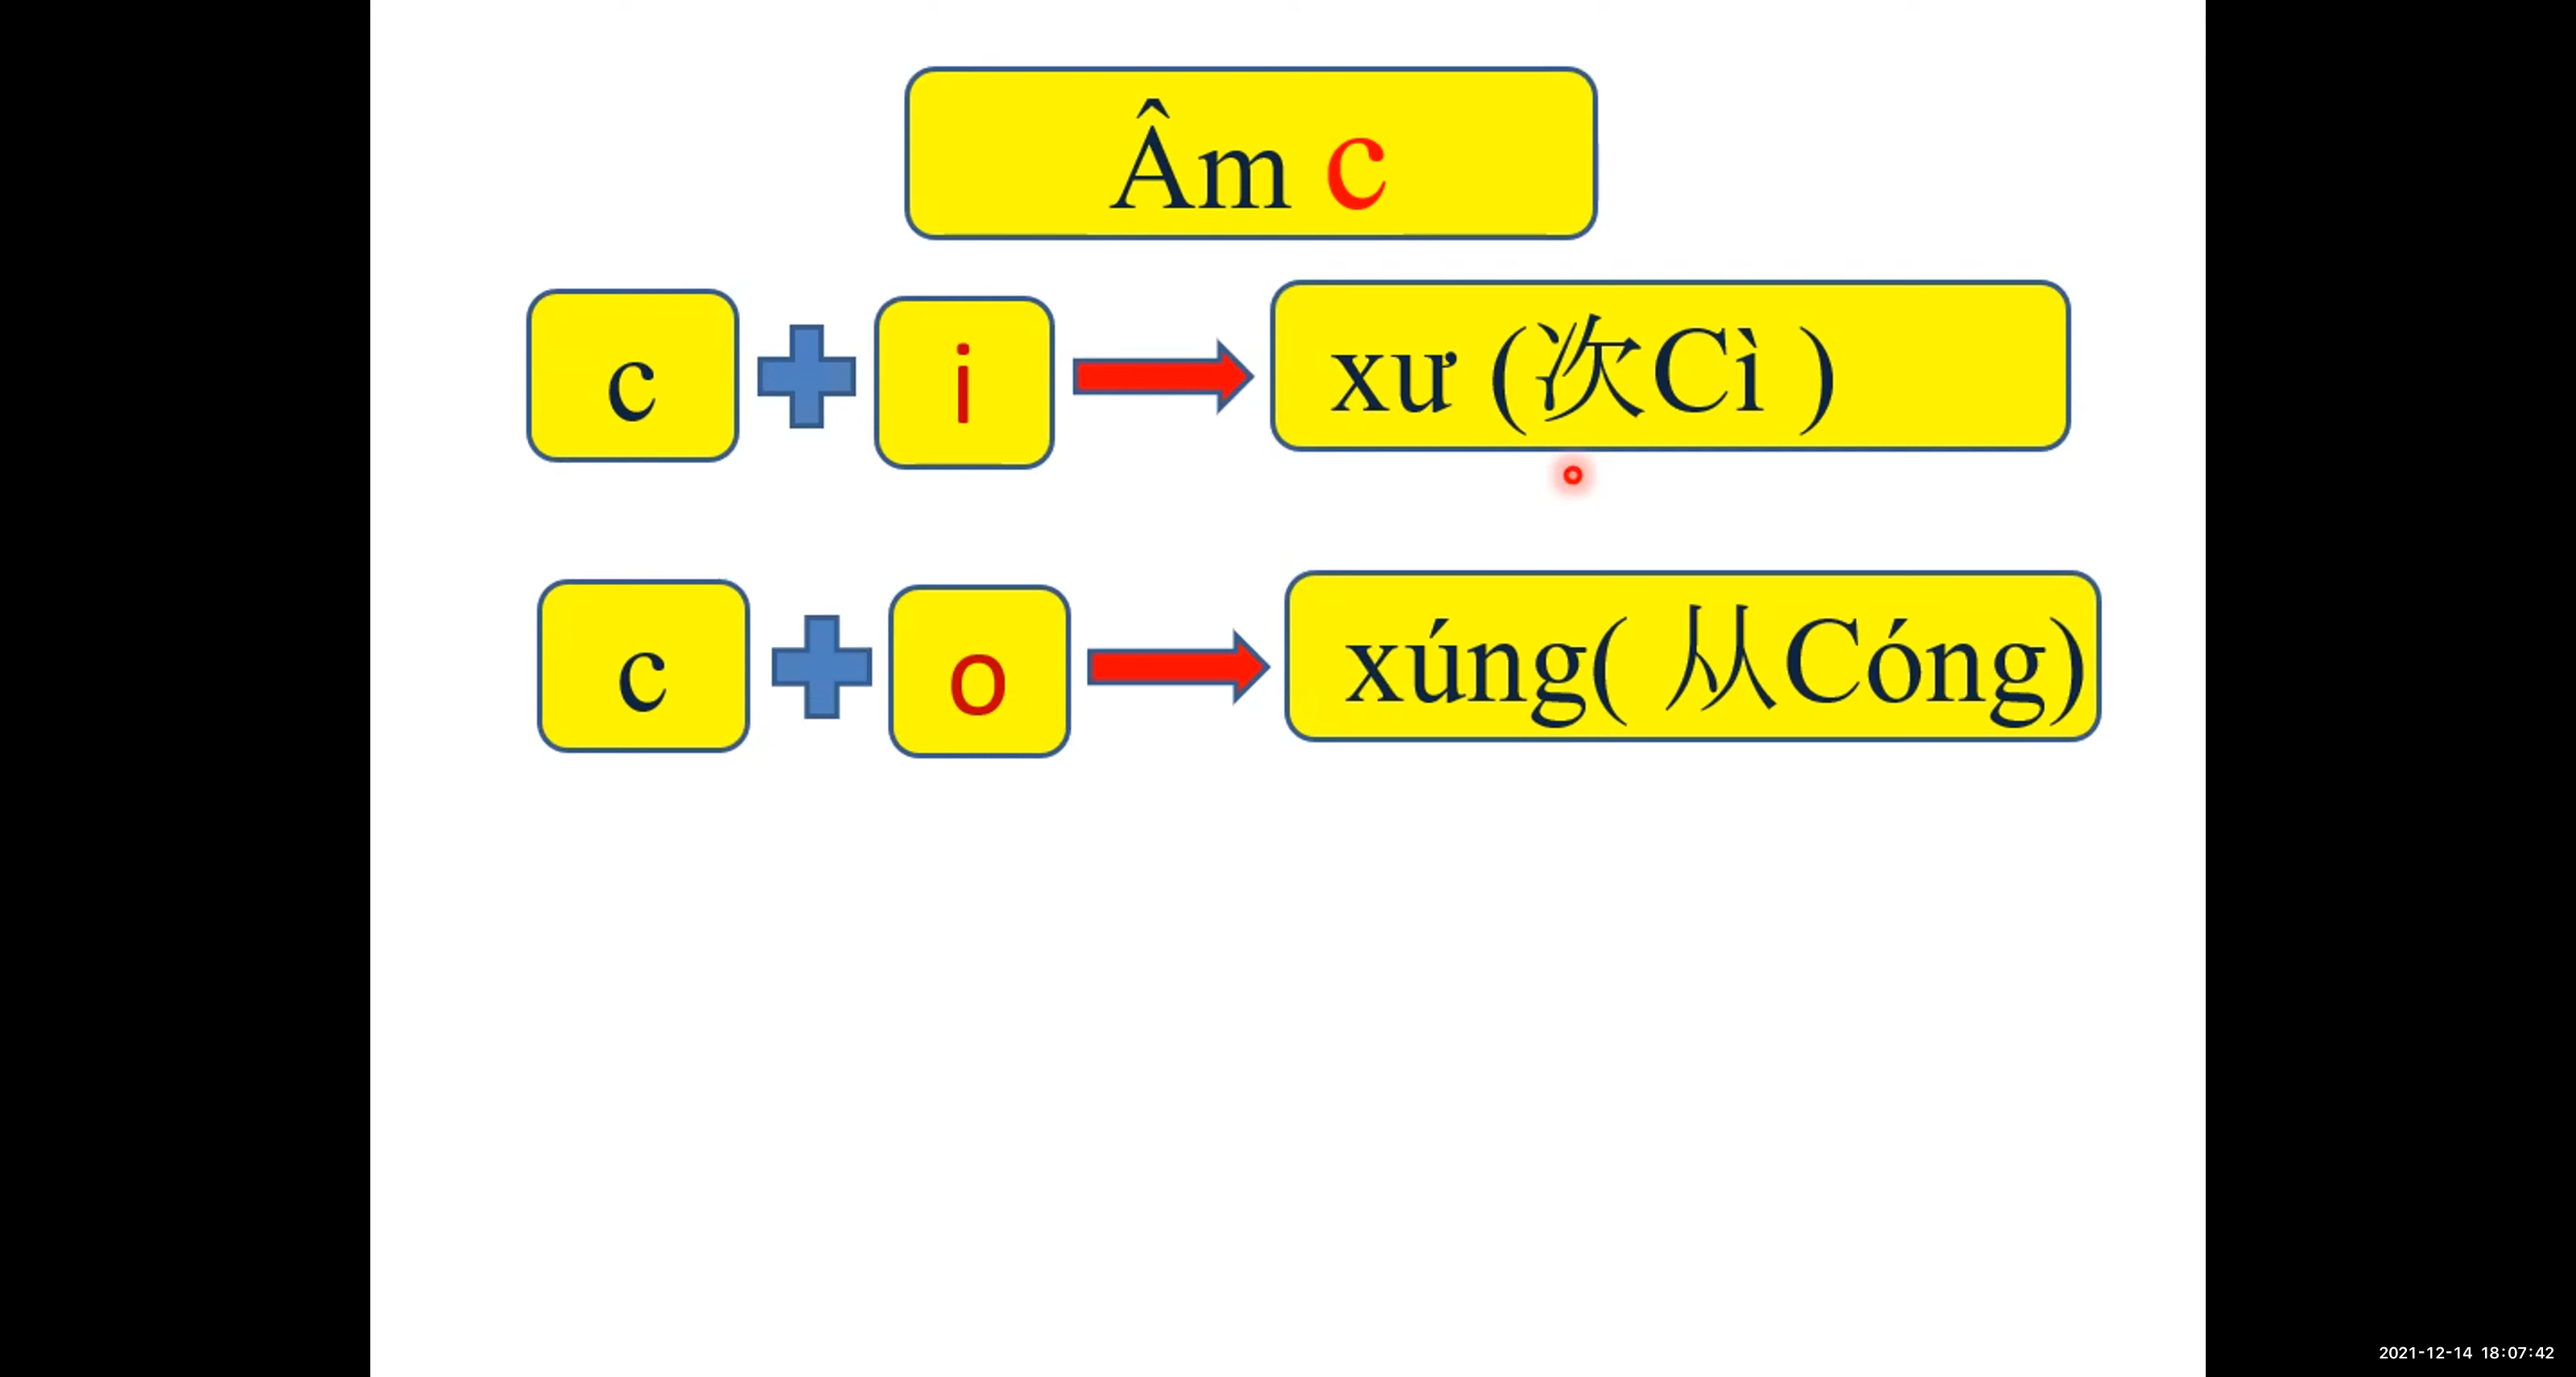 Âm c
c i xư (次Cì )
c o xúng( 从Cóng)
2021-12-14 18:07:42